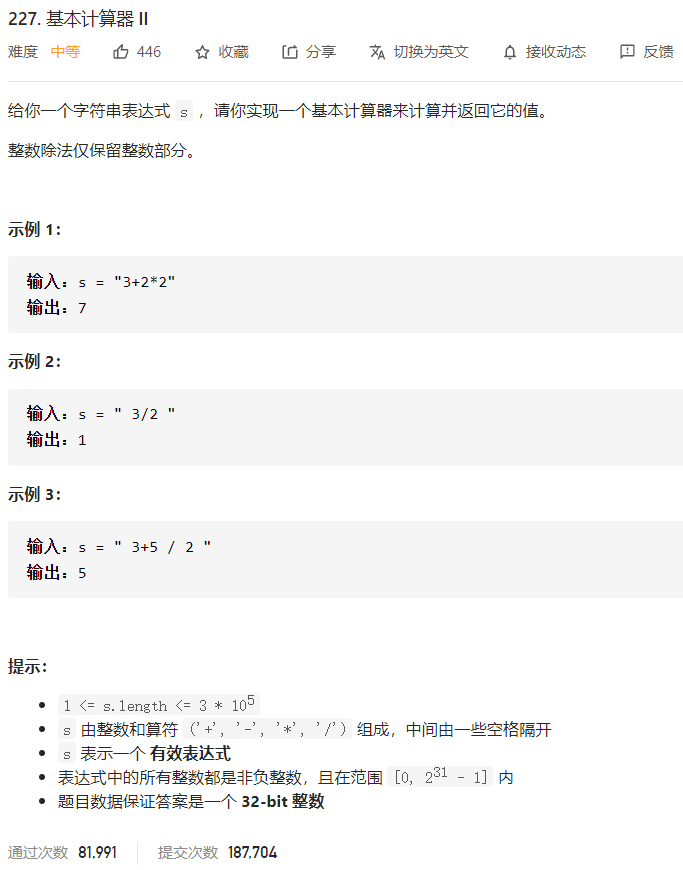 227. 基本计算器 II
难度 中等 446 收藏 分享 切换为英文 接收动态 反馈
给你一个字符串表达式 s ，请你实现一个基本计算器来计算并返回它的值。
整数除法仅保留整数部分。
示例 1：
输入：s = "3+2*2"
输出：7
示例 2：
输入：s = " 3/2 "
输出：1
示例 3：
输入：s = " 3+5 / 2 "
输出：5
提示：
1 <= s.length <= 3 * 10⁵
s 由整数和算符 ('+', '-', '*', '/') 组成，中间由一些空格隔开
s 表示一个 有效表达式
表达式中的所有整数都是非负整数，且在范围 [0, 2³¹ - 1] 内
题目数据保证答案是一个 32-bit 整数
通过次数 81,991 提交次数 187,704